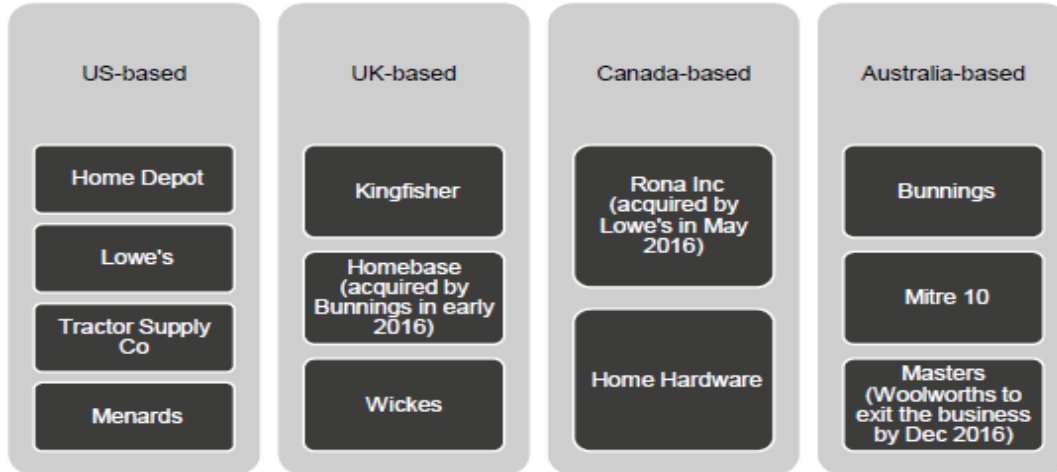 US-based
Home Depot
Lowe's
Tractor Supply
Co
Menards
UK-based
Kingfisher
Homebase
(acquired by
Bunnings in early
2016)
Wickes
Canada-based
Rona Inc
(acquired by
Lowe's in May
2016)
Home Hardware
Australia-based
Bunnings
Mitre 10
Masters
(Woolworths to
exit the business
by Dec 2016)